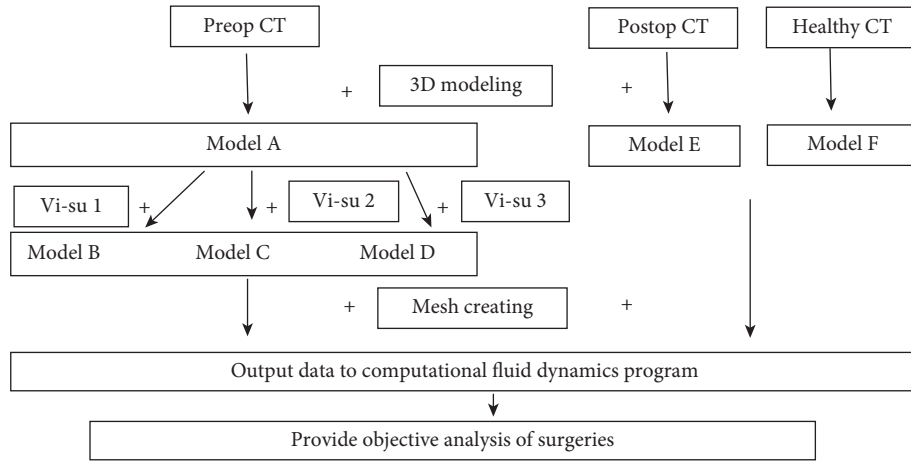 Preop CT
Postop CT
Healthy CT
+
3D modeling
+
Model A
Model E
Model F
Vi-su 1
+
+
Vi-su 2
+
Vi-su 3
Model B
Model C
Model D
+
Mesh creating
+
Output data to computational fluid dynamics program
Provide objective analysis of surgeries